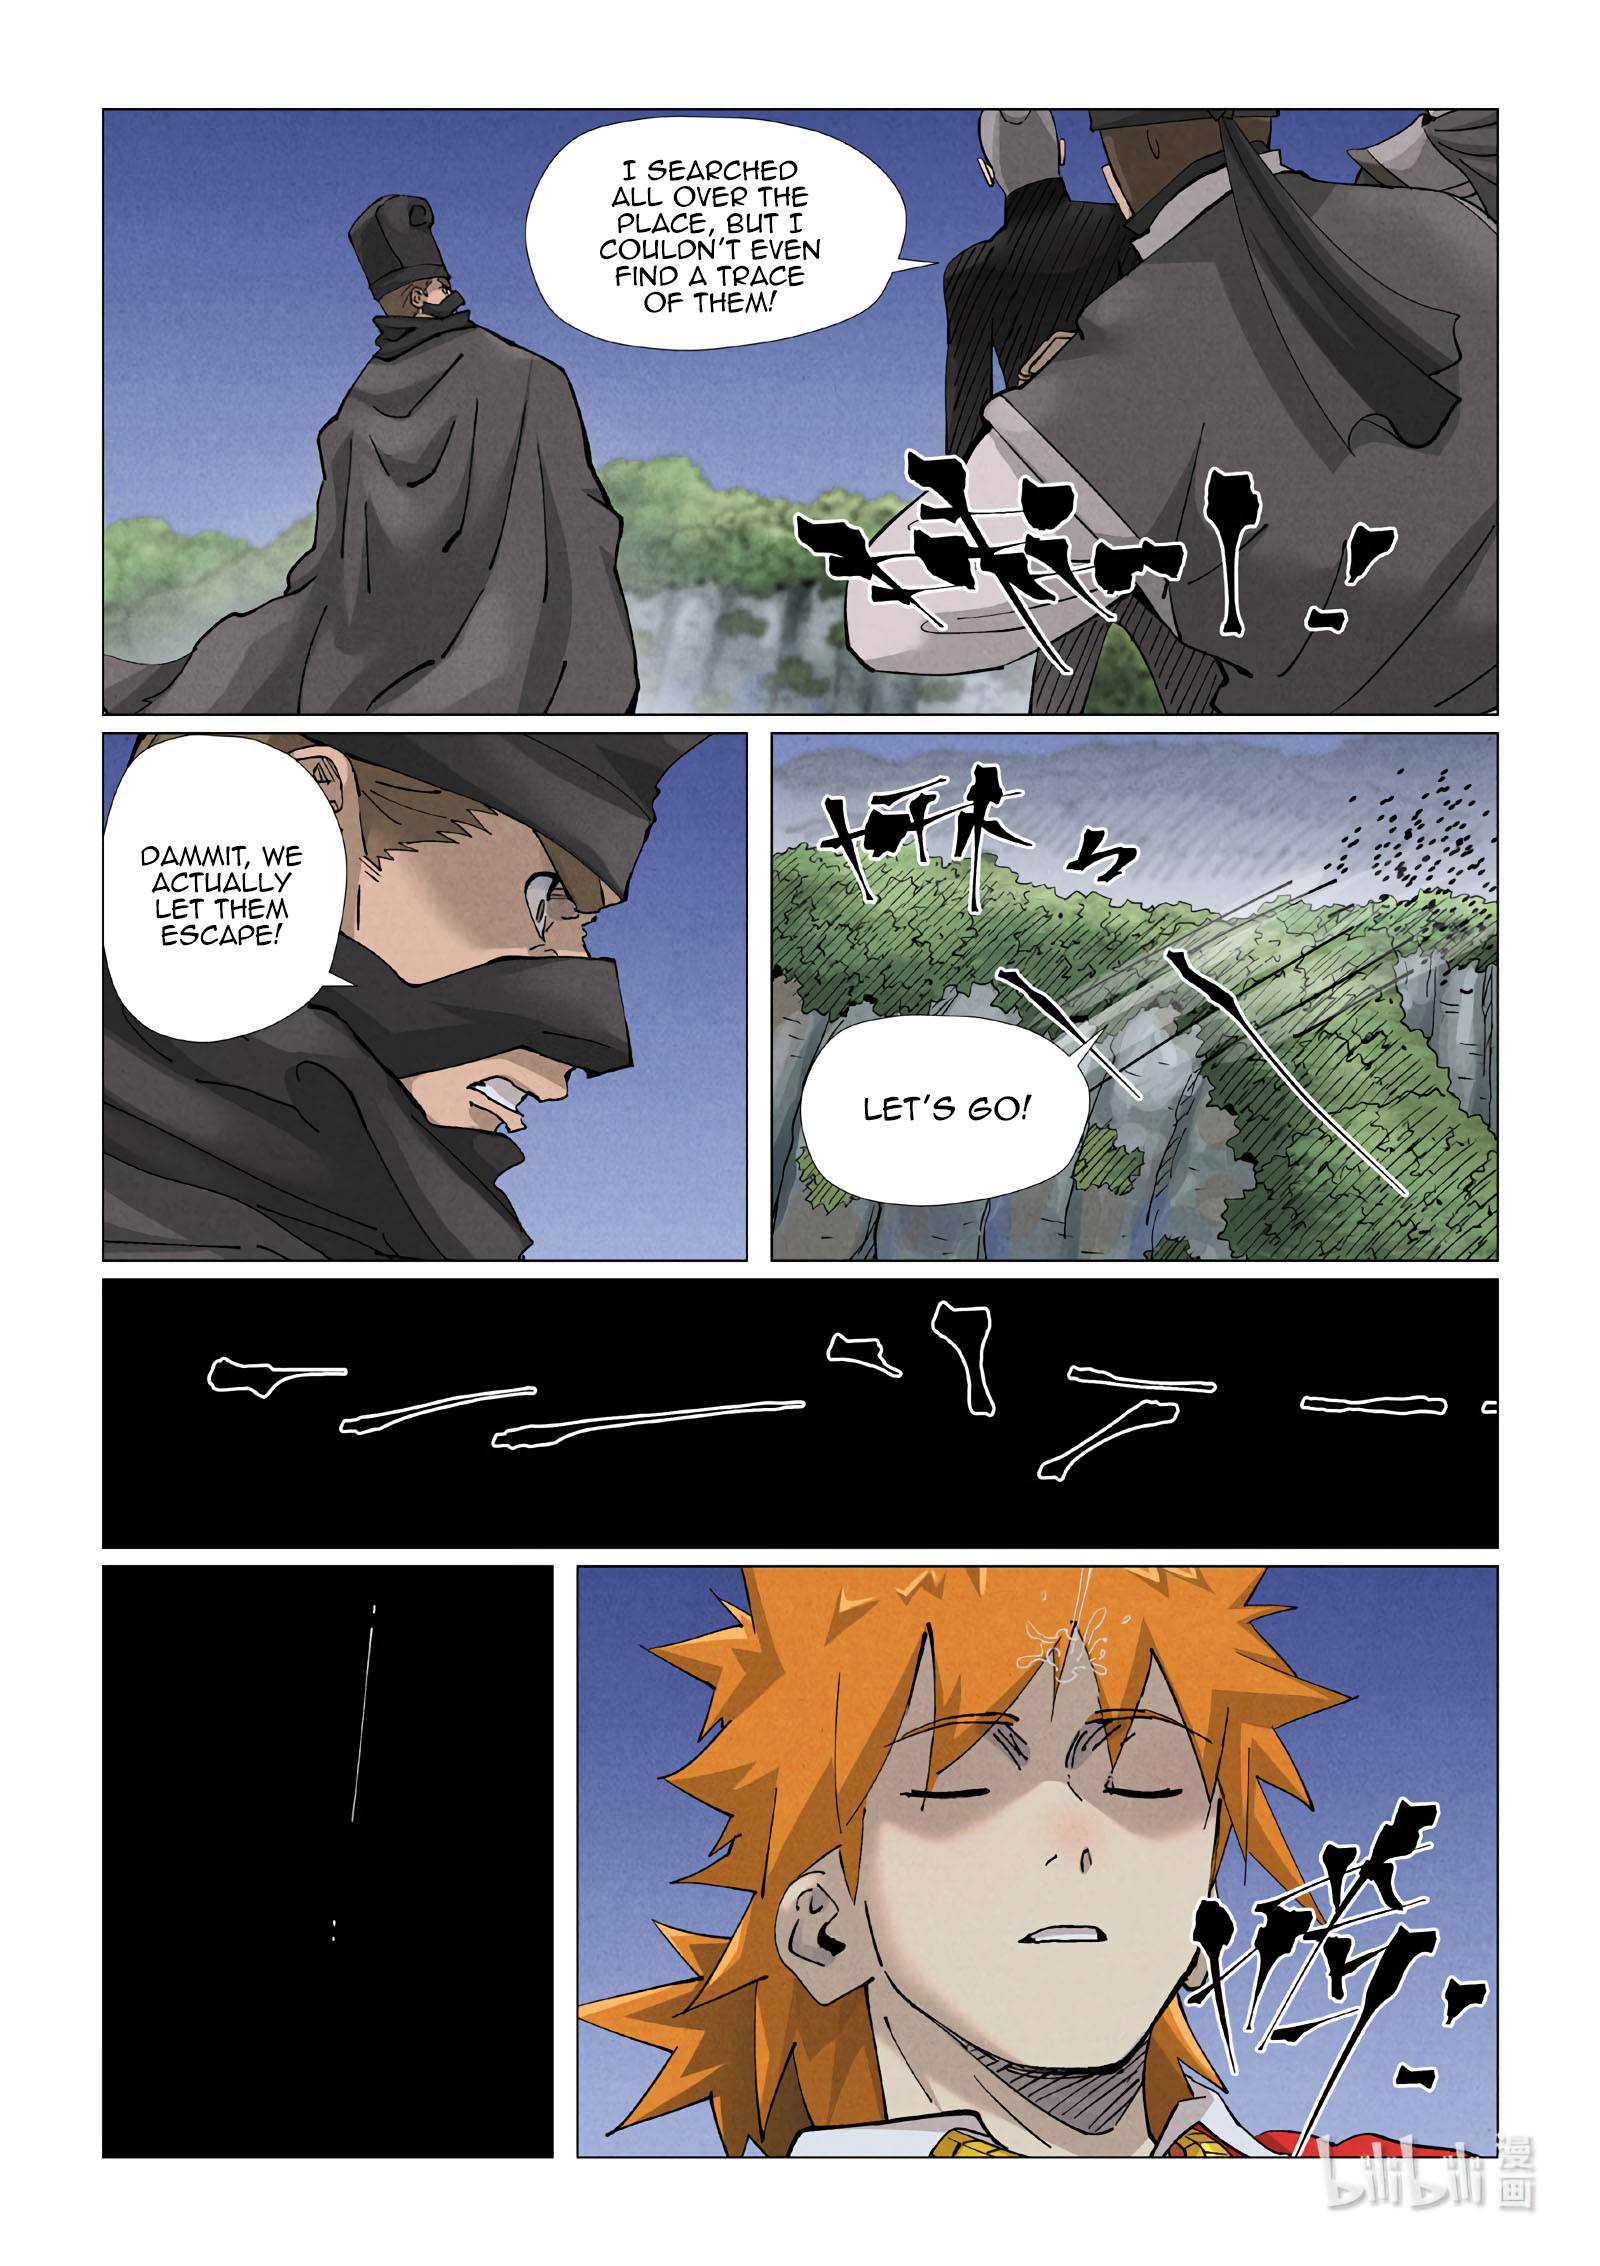 I SEARCHED
ALL OVER THE
PLACE, BUT I
COULDN'T EVEN
FIND A TRACE
OF THEM!
DAMMIT, WE
ACTUALLY
LET THEM
ESCAPE!
LET'S GO!
bilibili
漫画